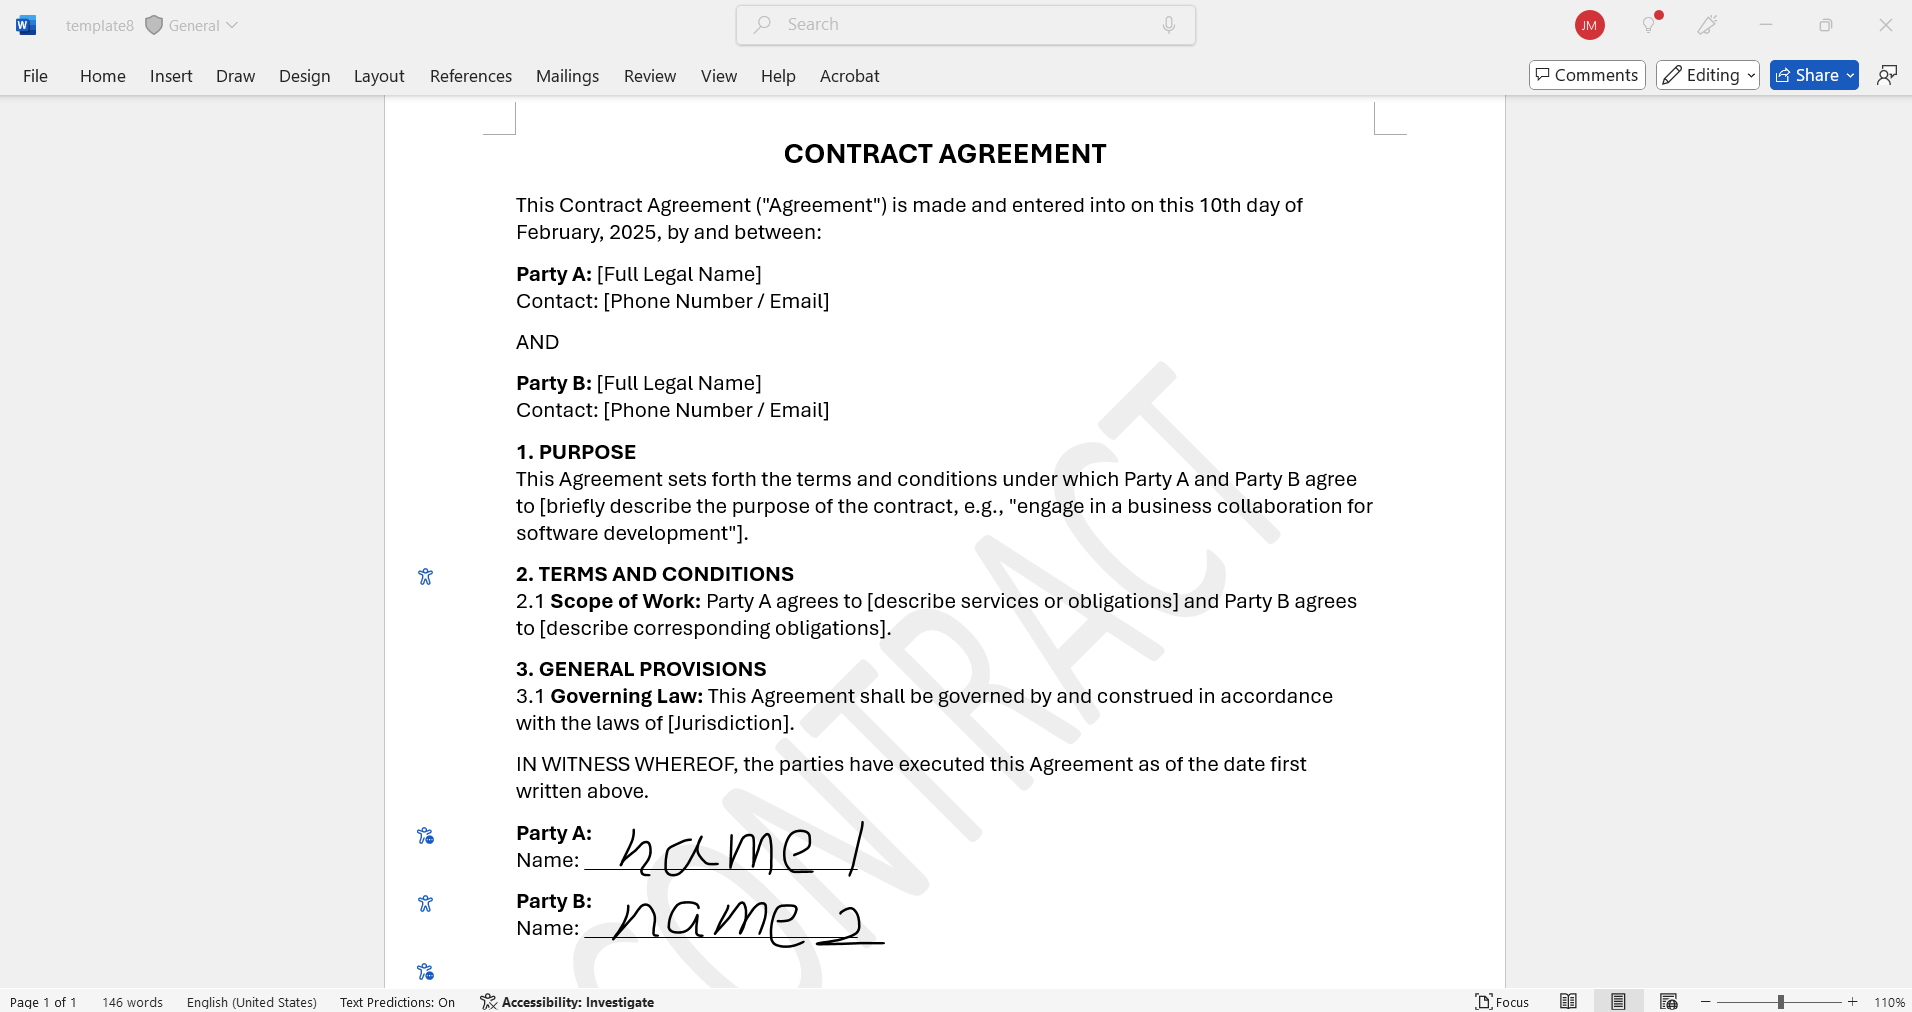 template8 General
Search
JM
File Home Insert Draw Design Layout References Mailings Review View Help Acrobat
Comments Editing Share
CONTRACT AGREEMENT
This Contract Agreement ("Agreement") is made and entered into on this 10th day of
February, 2025, by and between:
Party A: [Full Legal Name]
Contact: [Phone Number / Email]
AND
Party B: [Full Legal Name]
Contact: [Phone Number / Email]
1. PURPOSE
This Agreement sets forth the terms and conditions under which Party A and Party B agree
to [briefly describe the purpose of the contract, e.g., "engage in a business collaboration for
software development"].
2. TERMS AND CONDITIONS
2.1 Scope of Work: Party A agrees to [describe services or obligations] and Party B agrees
to [describe corresponding obligations].
3. GENERAL PROVISIONS
3.1 Governing Law: This Agreement shall be governed by and construed in accordance
with the laws of [Jurisdiction].
IN WITNESS WHEREOF, the parties have executed this Agreement as of the date first
written above.
Party A:
Name: name 1
Party B:
Name: name 2
CONTRACT
Page 1 of 1 146 words English (United States) Text Predictions: On Accessibility: Investigate Focus 110%